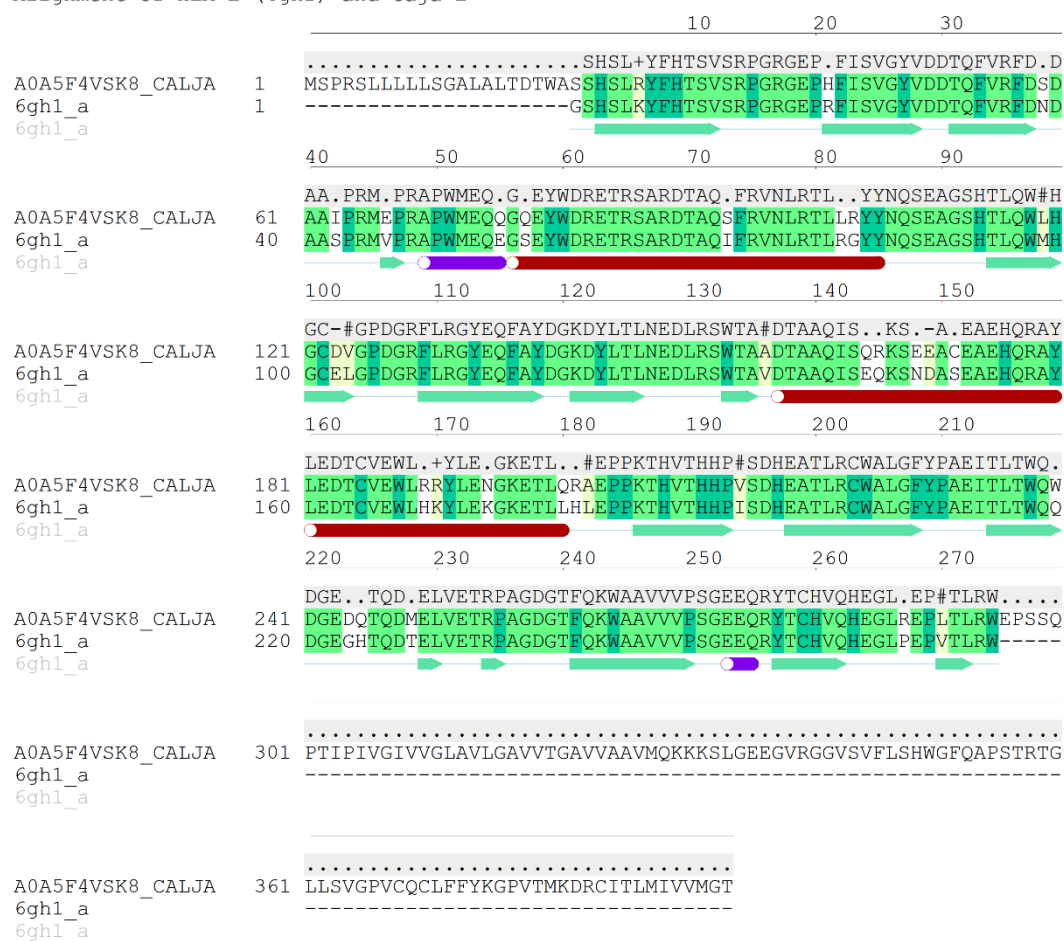 10 20 30
......................SHSL+YFHTSVSRPGRGEP.FISVGYVDDTQFVRFD.D
A0A5F4VSK8_CALJA 1 MSPRSLLLLLSGALALTDTWASSHSLRYFHTSVSRPGRGEPHFISVGYVDDTQFVRFDSD
6gh1_a 1 ---------------------GSHSLKYFHTSVSRPGRGEPRFISVGYVDDTQFVRFDND
6gh1_a
40 50 60 70 80 90
AA.PRM.PRAPWMEQ.G.EYWDRETRSARDTAQ.FRVNLRTL..YYNQSEAGSHTLQW#H
A0A5F4VSK8_CALJA 61 AAIPRMEPRAPWMEQQGQEYWDRETRSARDTAQSFRVNLRTLLRYYNQSEAGSHTLQWLH
6gh1_a 40 AASPRMVPRAPWMEQEGSEYWDRETRSARDTAQIFRVNLRTLRGYYNQSEAGSHTLQWMH
6gh1_a
100 110 120 130 140 150
GC-#GPDGRFLRGYEQFAYDGKDYLTLNEDLRSWTA#DTAAQIS..KS.-A.EAEHQRAY
A0A5F4VSK8_CALJA 121 GCDVGPDGRFLRGYEQFAYDGKDYLTLNEDLRSWTAADTAAQISQRKSEEACEAEHQRAY
6gh1_a 100 GCELGPDGRFLRGYEQFAYDGKDYLTLNEDLRSWTAVDTAAQISEQKSNDASEAEHQRAY
6gh1_a
160 170 180 190 200 210
LEDTCVEWL.+YLE.GKETL..#EPPKTHVTHHP#SDHEATLRCWALGFYPAEITLTWQ.
A0A5F4VSK8_CALJA 181 LEDTCVEWLRRYLENGKETLQRAEPPKTHVTHHPVSDHEATLRCWALGFYPAEITLTWQW
6gh1_a 160 LEDTCVEWLHKYLEKGKETLLHLEPPKTHVTHHPISDHEATLRCWALGFYPAEITLTWQQ
6gh1_a
220 230 240 250 260 270
DGE..TQD.ELVETRPAGDGTFQKWAAVVVPSGEEQRYTCHVQHEGL.EP#TLRW.....
A0A5F4VSK8_CALJA 241 DGEDQTQDMELVETRPAGDGTFQKWAAVVVPSGEEQRYTCHVQHEGLREPLTLRWEPSSQ
6gh1_a 220 DGEGHTQDTELVETRPAGDGTFQKWAAVVVPSGEEQRYTCHVQHEGLPEPVTLRW-----
6gh1_a
............................................................
A0A5F4VSK8_CALJA 301 PTIPIVGIVVGLAVLGAVVTGAVVAAVMQKKKSLGEEGVRGGVSVFLSHWGFQAPSTRTG
6gh1_a ------------------------------------------------------------
6gh1_a
..................................
A0A5F4VSK8_CALJA 361 LLSVGPVCQCLFFYKGPVTMKDRCITLMIVVMGT
6gh1_a ----------------------------------
6gh1_a